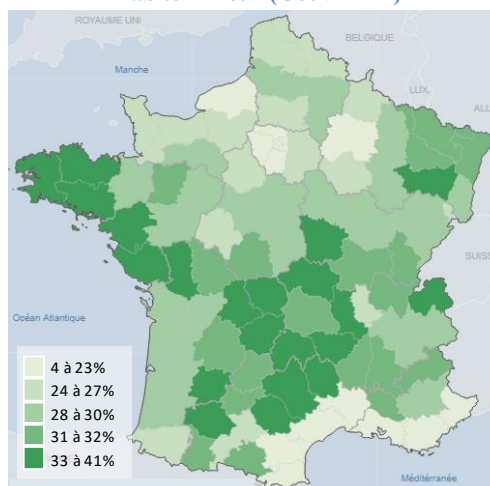 ROYAUME UNI
BELGIQUE
Manche
LUX.
ALL
SUISS
Océan Atlantique
4 à 23%
24 à 27%
28 à 30%
31 à 32%
33 à 41%
Méditerranée